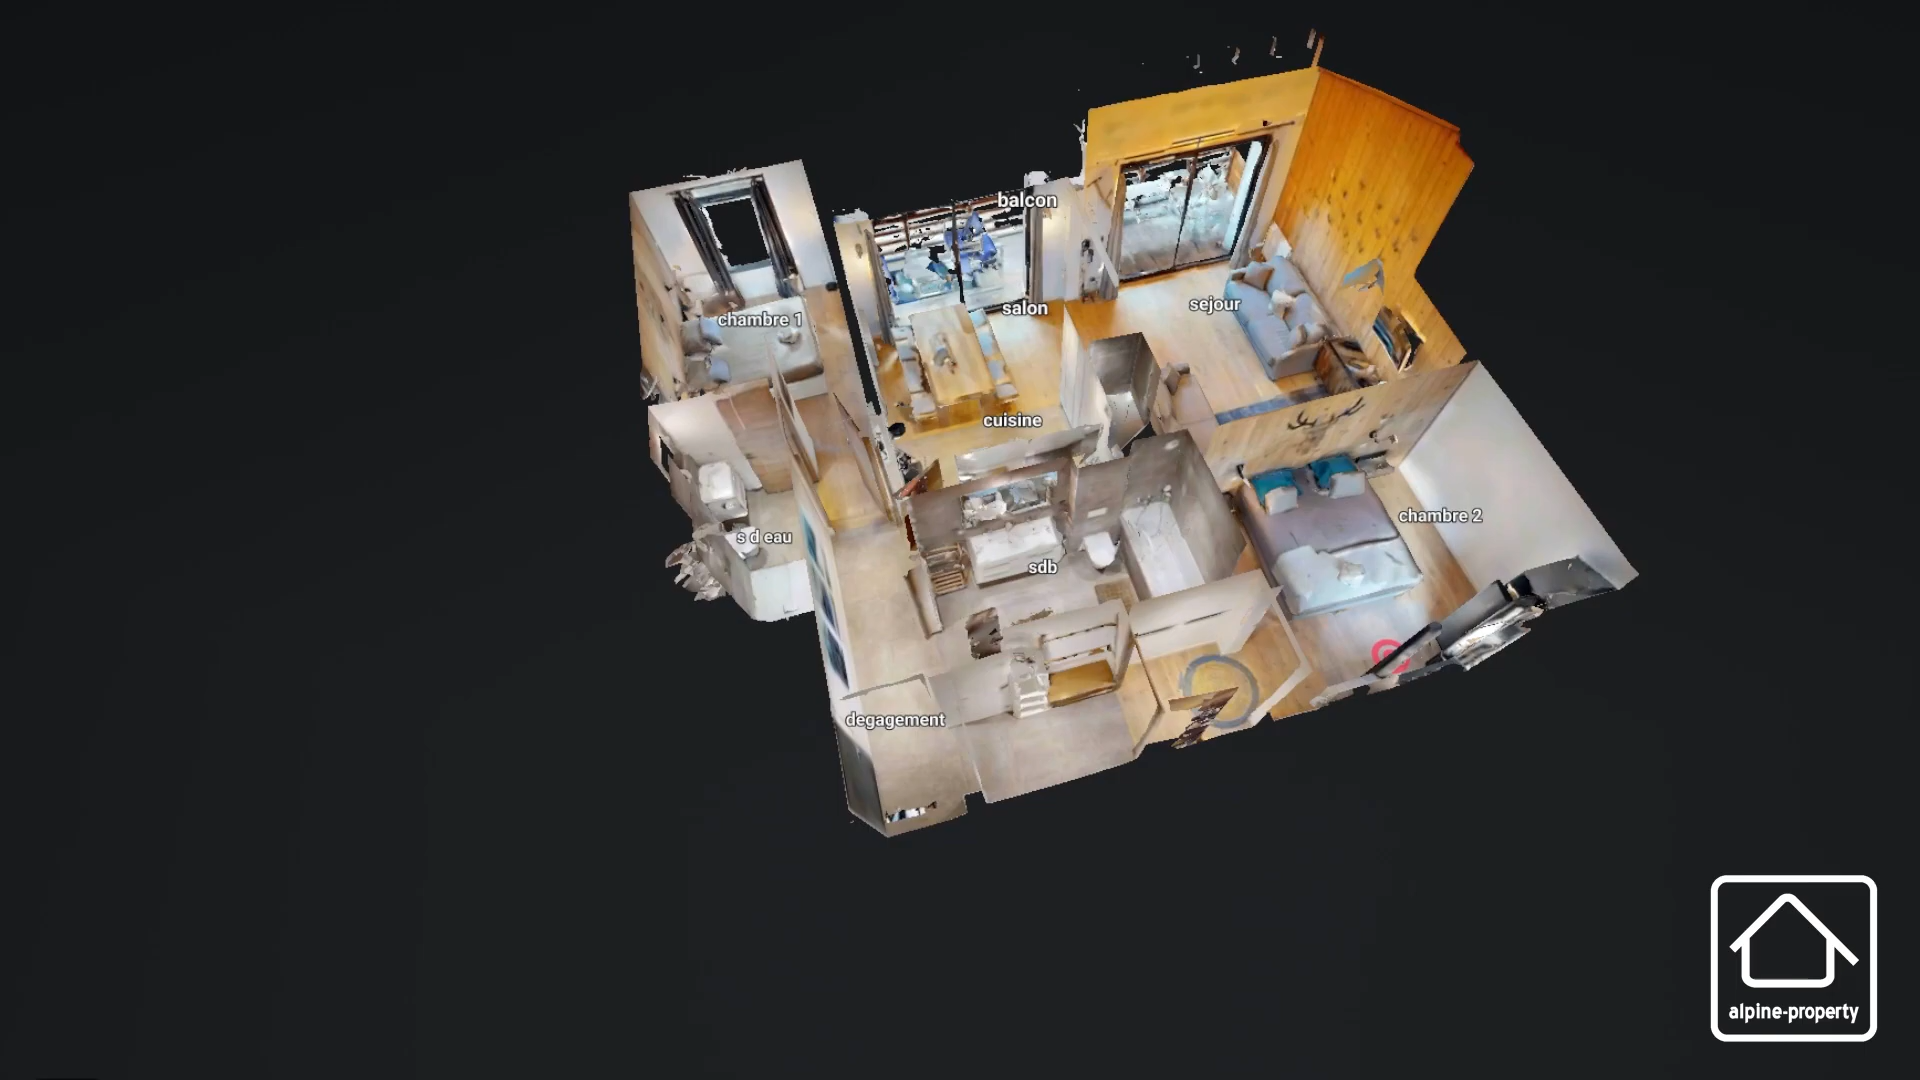 balcon
salon
sejour
chambre 1
cuisine
chambre 2
s d eau
sdb
degagement
alpine-property